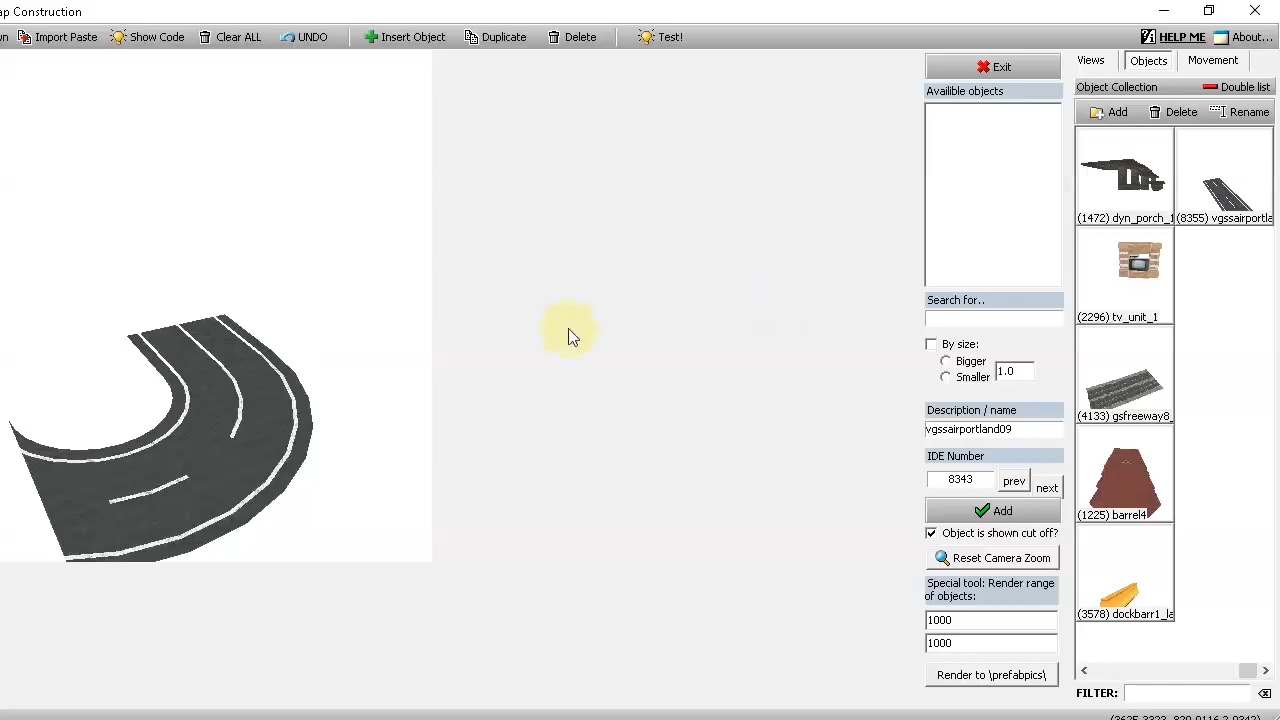 ap Construction
wn Import Paste Show Code Clear ALL UNDO Insert Object Duplicate Delete Test! HELP ME About...
Views Objects Movement
Exit
Object Collection Double list
Availible objects
Add Delete Rename
(1472) dyn_porch_1 (8355) vgssairportla
(2296) tv_unit_1
Search for..
By size:
Bigger
Smaller 1.0
(4133) gsfreeway8_
Description / name
vgssairportland09
IDE Number
8343 prev next
Add
(1225) barrel4
Object is shown cut off?
Reset Camera Zoom
Special tool: Render range
of objects:
(3578) dockbarr1_la
1000
1000
Render to \prefabpics\
FILTER: